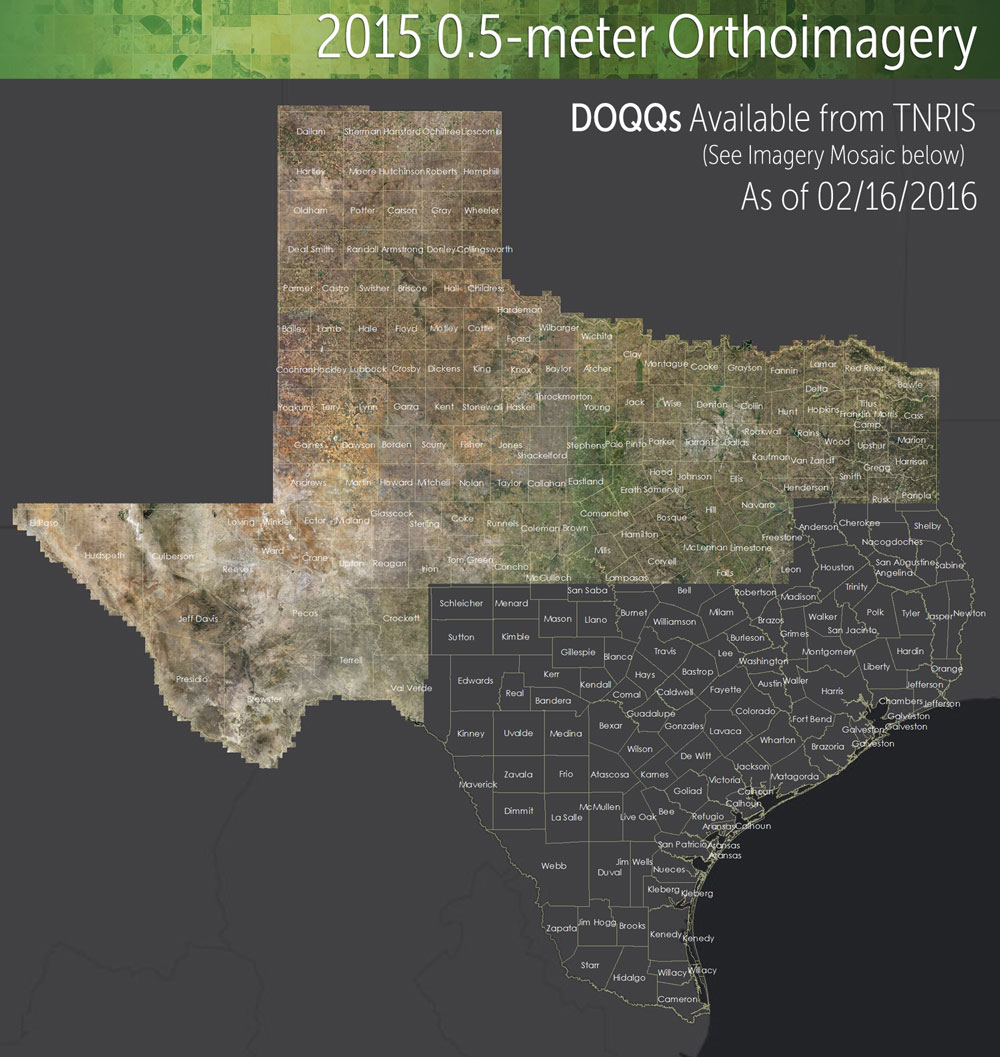 2015 0.5-meter Orthoimagery
DOQQs Available from TNRIS
(See Imagery Mosaic below)
As of 02/16/2016
Dallam Sherman Hansford Ochiltree Lipscomb
Hartley Moore Hutchinson Roberts Hemphill
Oldham Potter Carson Gray Wheeler
Deaf Smith Randall Armstrong Donley Collingsworth
Parmer Castro Swisher Briscoe Hall Childress
Hardeman
Bailey Lamb Hale Floyd Motley Cottle Wilbarger
Foard Wichita
Clay
Cochran Hockley Lubbock Crosby Dickens King Knox Baylor Archer Montague Cooke Grayson Fannin Lamar Red River
Bowie
Delta
Throckmorton
Yoakum Terry Lynn Garza Kent Stonewall Haskell Young Jack Wise Denton Collin Hunt Hopkins Titus
Franklin Morris Cass
Camp
Rockwall Rains
Gaines Dawson Borden Scurry Fisher Jones Stephens Palo Pinto Parker Tarrant Dallas Wood Upshur Marion
Shackelford Kaufman Van Zandt Gregg Harrison
Andrews Martin Howard Mitchell Nolan Taylor Callahan Eastland Hood Johnson Ellis Smith
Erath Somervell Henderson Rusk Panola
Navarro
Glasscock Comanche Bosque Hill
El Paso Loving Winkler Ector Midland Sterling Coke Runnels Coleman Brown Anderson Cherokee Shelby
Hamilton Freestone Nacogdoches
Hudspeth Culberson Ward Crane Mills McLennan Limestone
Reeves Upton Reagan Irion Tom Green Concho Coryell Falls Leon Houston San Augustine Sabine
Angelina
McCulloch Lampasas Trinity
San Saba Bell Robertson Madison
Schleicher Menard Burnet Milam Walker Polk Tyler Jasper Newton
Jeff Davis Pecos Crockett Mason Llano Williamson Brazos
Grimes San Jacinto
Sutton Kimble Burleson
Gillespie Blanco Travis Lee Washington Montgomery Hardin
Terrell Liberty Orange
Presidio Edwards Kerr Hays Bastrop
Val Verde Real Kendall Comal Caldwell Fayette Austin Waller Harris Jefferson
Brewster Bandera Chambers Jefferson
Guadalupe Colorado Fort Bend Galveston
Bexar Gonzales Lavaca Galveston Galveston
Kinney Uvalde Medina Wharton Brazoria Galveston
Wilson De Witt
Zavala Frio Atascosa Karnes Jackson Matagorda
Maverick Victoria
Goliad Calhoun
Dimmit McMullen Bee Calhoun
La Salle Live Oak Refugio
Aransas Calhoun
San Patricio Aransas
Aransas
Webb Jim Wells Nueces
Duval
Kleberg Kleberg
Zapata Jim Hogg Brooks Kenedy Kenedy
Starr Willacy Willacy
Hidalgo
Cameron